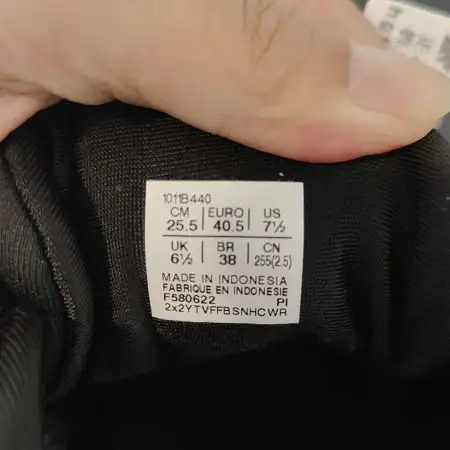 1011B440
CM | EURO | US
25.5 | 40.5 | 7½
UK | BR | CN
6½ | 38 | 255(2.5)
MADE IN INDONESIA
FABRIQUE EN INDONESIE
F580622 PI
2x2YTVFFBSNHCWR